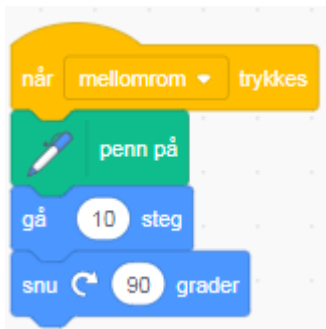 når mellomrom trykkes
penn på
gå 10 steg
snu 90 grader